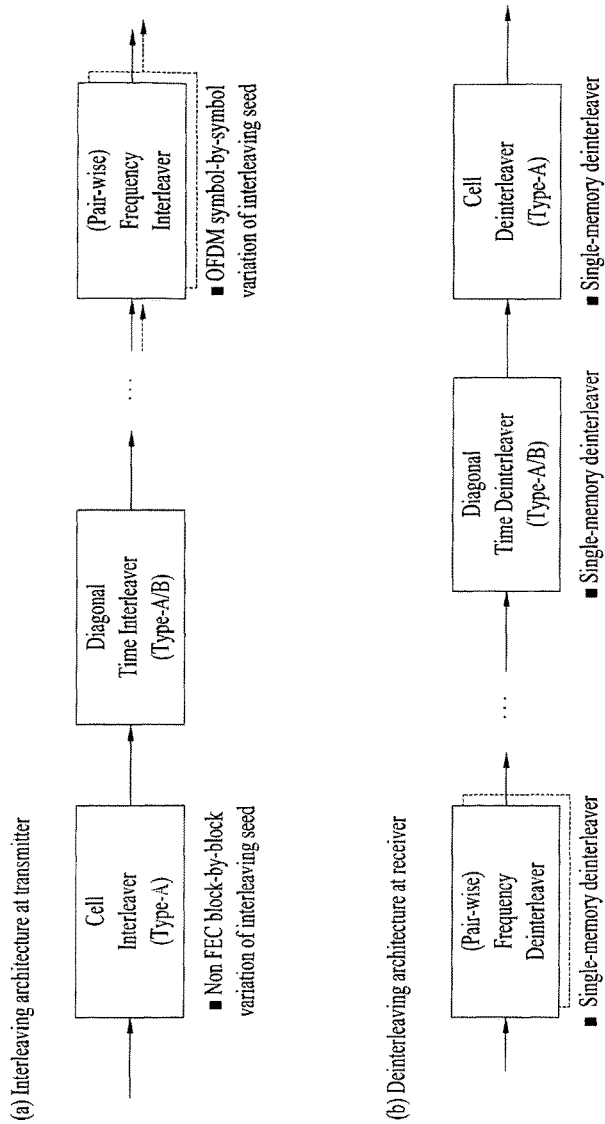 (a) Interleaving architecture at transmitter
Cell
Interleaver
(Type-A)
■ Non FEC block-by-block
variation of interleaving seed
Diagonal
Time Interleaver
(Type-A/B)
...
(Pair-wise)
Frequency
Interleaver
■ OFDM symbol-by-symbol
variation of interleaving seed
(b) Deinterleaving architecture at receiver
(Pair-wise)
Frequency
Deinterleaver
■ Single-memory deinterleaver
...
Diagonal
Time Deinterleaver
(Type-A/B)
■ Single-memory deinterleaver
Cell
Deinterleaver
(Type-A)
■ Single-memory deinterleaver